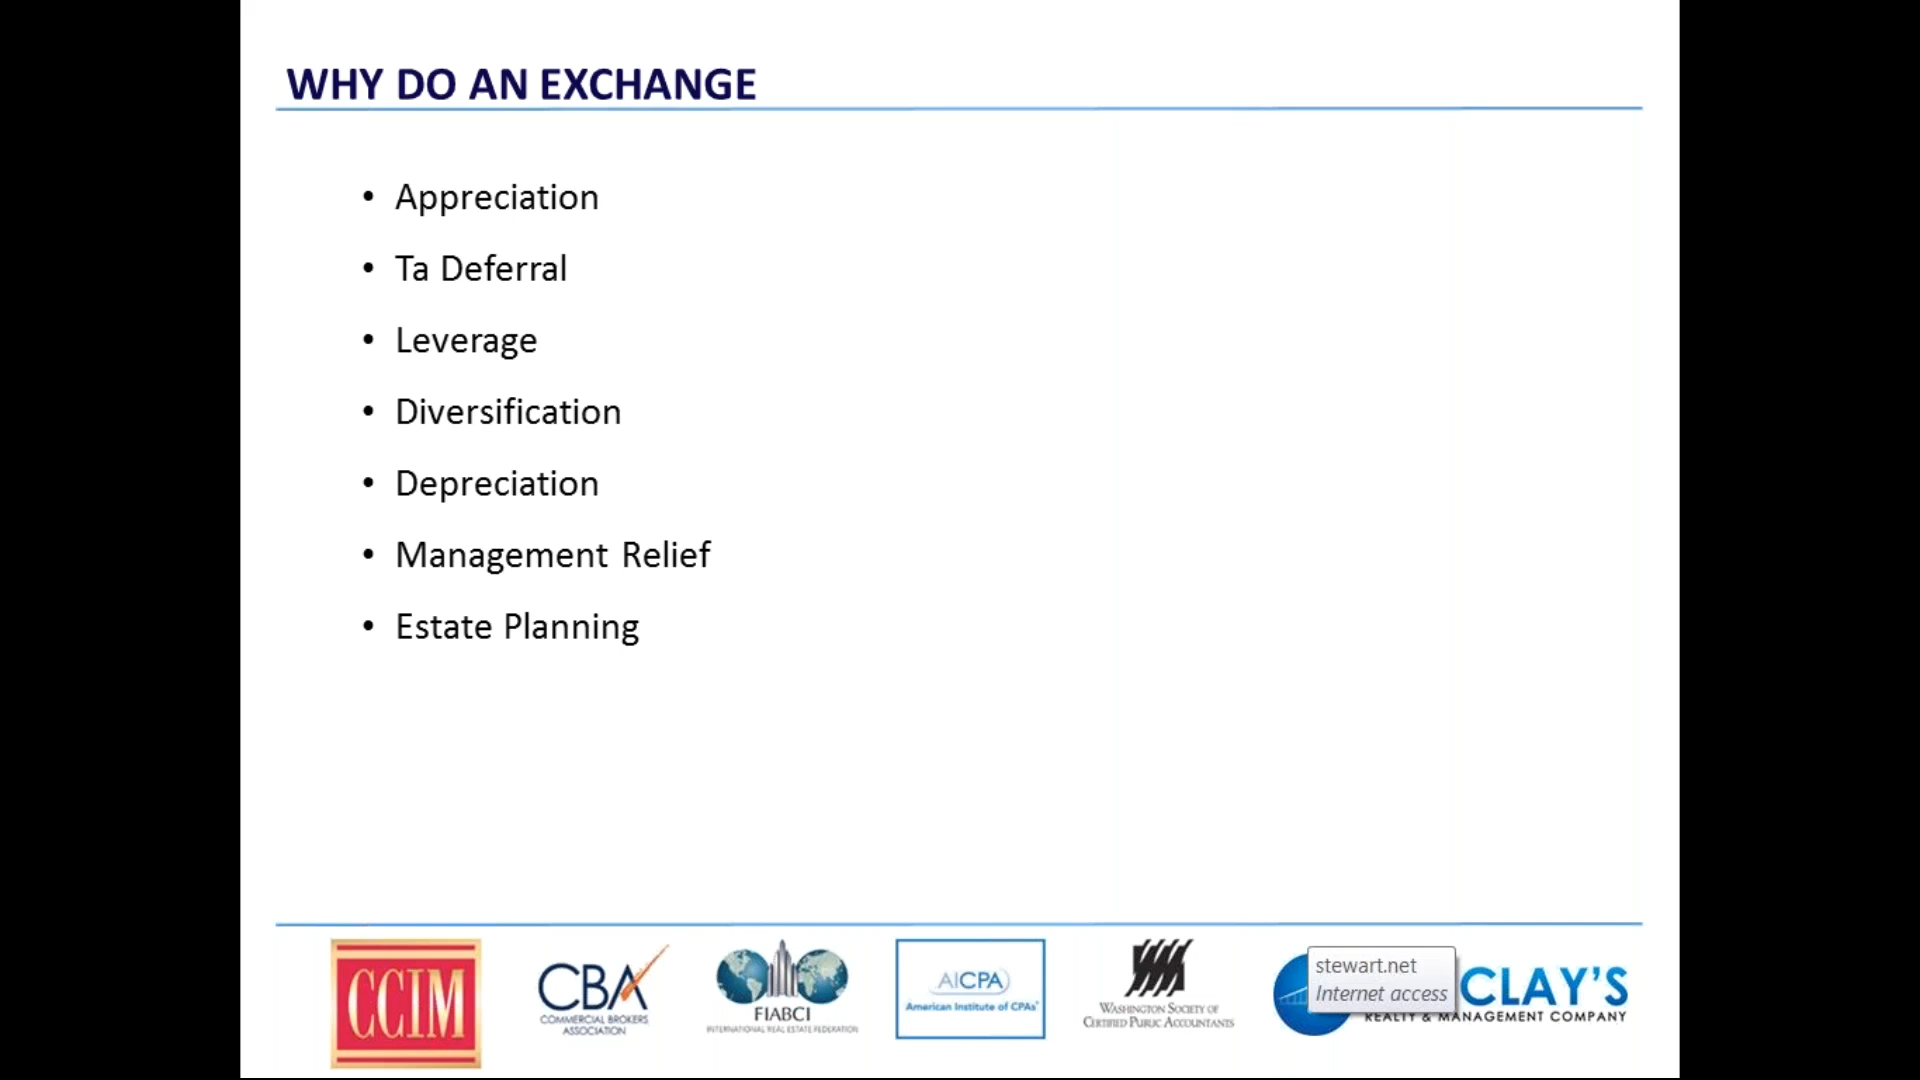 WHY DO AN EXCHANGE
• Appreciation
• Ta Deferral
• Leverage
• Diversification
• Depreciation
• Management Relief
• Estate Planning
CCIM
CBA
COMMERCIAL BROKERS
ASSOCIATION
FIABCI
INTERNATIONAL REAL ESTATE FEDERATION
AICPA
American Institute of CPAs®
WASHINGTON SOCIETY OF
CERTIFIED PUBLIC ACCOUNTANTS
stewart.net
Internet access
CLAY'S
REALTY & MANAGEMENT COMPANY